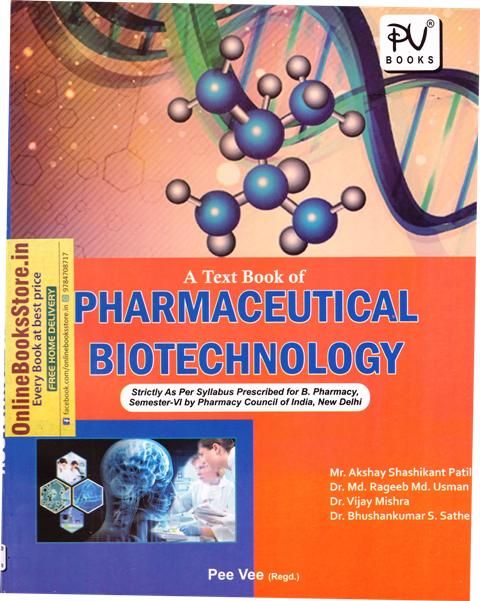 PV
®
BOOKS
A Text Book of
PHARMACEUTICAL
BIOTECHNOLOGY
Strictly As Per Syllabus Prescribed for B. Pharmacy,
Semester-VI by Pharmacy Council of India, New Delhi
OnlineBooksStore.in
Every Book at best price
FREE HOME DELIVERY
facebook.com/onlinebooksstore.in 9784708717
Mr. Akshay Shashikant Patil
Dr. Md. Rageeb Md. Usman
Dr. Vijay Mishra
Dr. Bhushankumar S. Sathe
Pee Vee (Regd.)